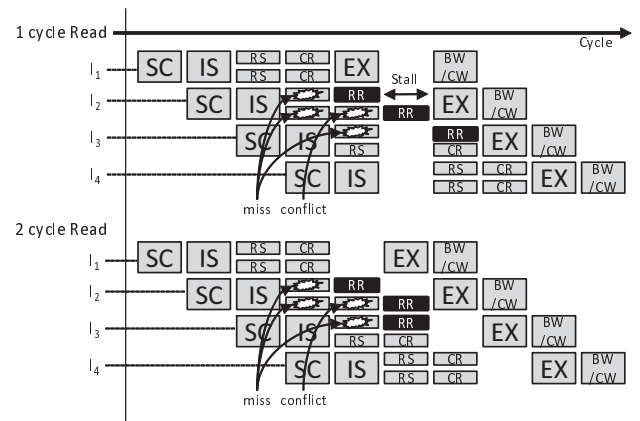 1 cycle Read
Cycle
I1 SC IS RS CR EX BW
RS CR /CW
Stall
I2 SC IS RR EX BW
RR /CW
I3 SC IS RR EX BW
RS CR /CW
I4 SC IS RS CR EX BW
RS CR /CW
miss conflict
2 cycle Read
I1 SC IS RS CR EX BW
RS CR /CW
I2 SC IS RR EX BW
RR /CW
I3 SC IS RR EX BW
RS CR /CW
I4 SC IS RS CR EX BW
RS CR /CW
miss conflict